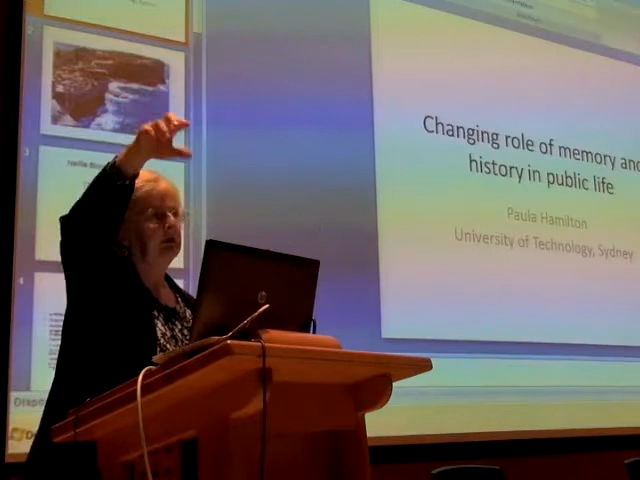 Changing role of memory and
history in public life
Paula Hamilton
University of Technology, Sydney